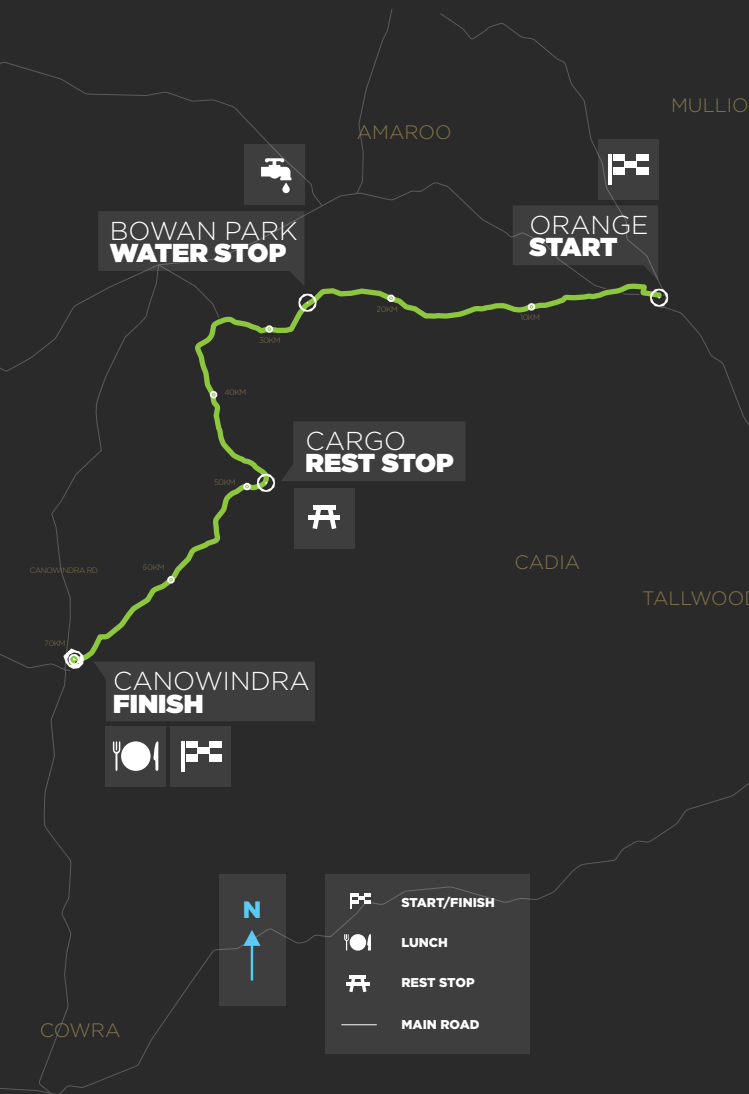 MULLIO
AMAROO
ORANGE
START
BOWAN PARK
WATER STOP
20KM
10KM
30KM
40KM
CARGO
REST STOP
50KM
CADIA
60KM
CANOWINDRA RD
TALLWOOD
70KM
CANOWINDRA
FINISH
N
START/FINISH
LUNCH
REST STOP
MAIN ROAD
COWRA